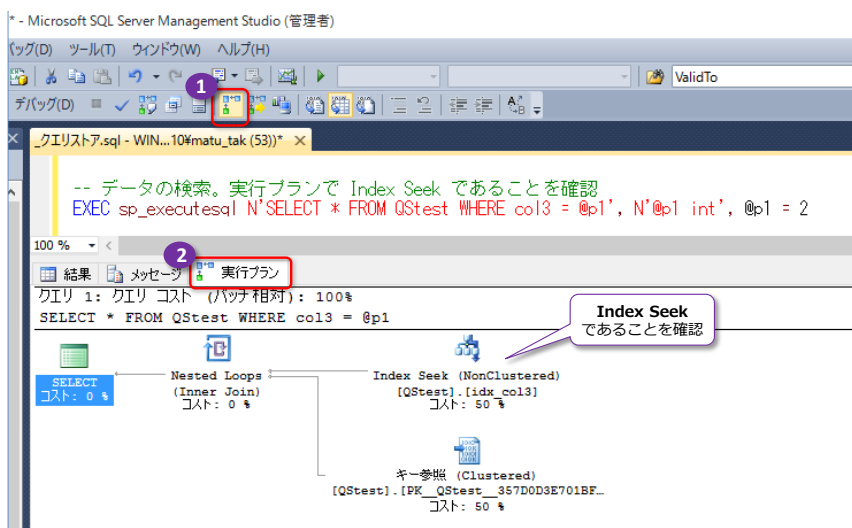 * - Microsoft SQL Server Management Studio (管理者)
バッグ(D) ツール(T) ウィンドウ(W) ヘルプ(H)
1
ValidTo
デバッグ(D)
_クエリストア.sql - WIN...10¥matu_tak (53))* ×
-- データの検索。実行プランで Index Seek であることを確認
EXEC sp_executesql N'SELECT * FROM QStest WHERE col3 = @p1', N'@p1 int', @p1 = 2
100 %
2
結果 メッセージ 実行プラン
クエリ 1: クエリ コスト (バッチ相対): 100%
SELECT * FROM QStest WHERE col3 = @p1
Index Seek
であることを確認
SELECT
コスト: 0 %
Nested Loops
(Inner Join)
コスト: 0 %
Index Seek (NonClustered)
[QStest].[idx_col3]
コスト: 50 %
キー参照 (Clustered)
[QStest].[PK__QStest__357D0D3E701BF…
コスト: 50 %